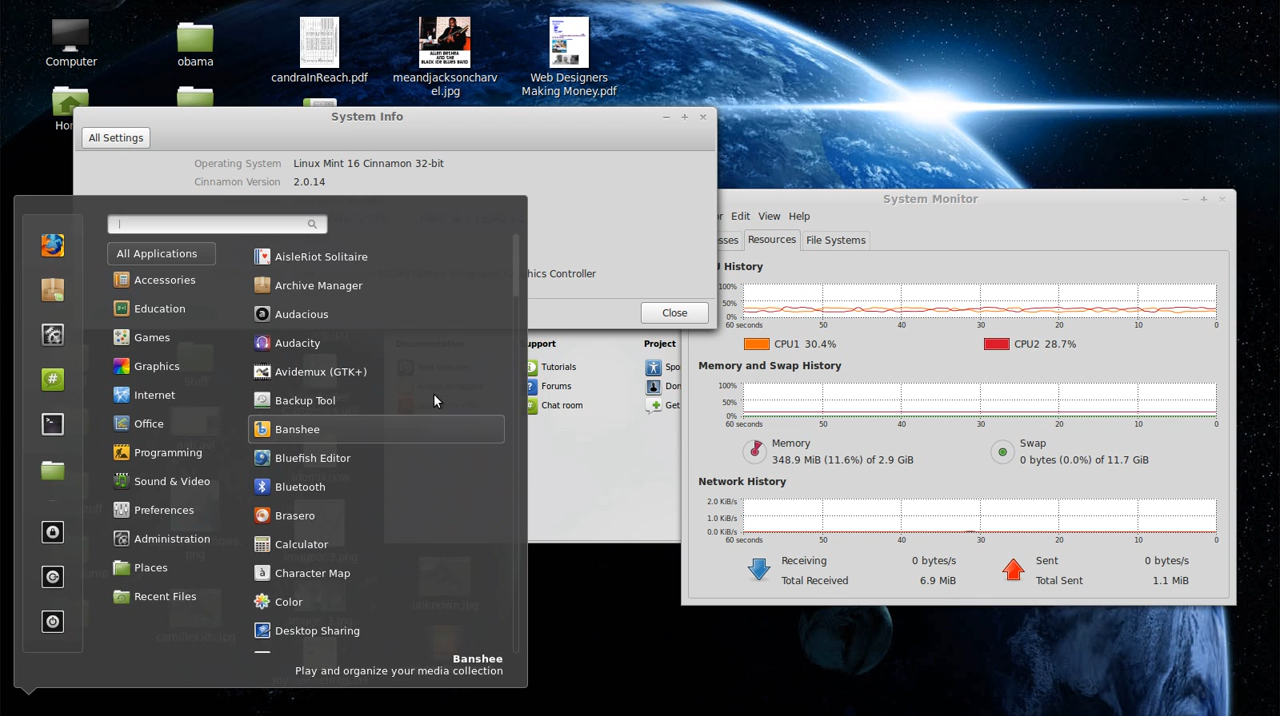 Computer
obama
candraInReach.pdf
meandjacksoncharv
el.jpg
Web Designers
Making Money.pdf
System Info
All Settings
Operating System Linux Mint 16 Cinnamon 32-bit
Cinnamon Version 2.0.14
hics Controller
Close
All Applications
Accessories
Education
Games
Graphics
Internet
Office
Programming
Sound & Video
Preferences
Administration
Places
Recent Files
AisleRiot Solitaire
Archive Manager
Audacious
Audacity
Avidemux (GTK+)
Backup Tool
Banshee
Bluefish Editor
Bluetooth
Brasero
Calculator
Character Map
Color
Desktop Sharing
Banshee
Play and organize your media collection
upport
Tutorials
Forums
Chat room
Project
Spo
Don
Get
System Monitor
or Edit View Help
esses Resources File Systems
U History
100%
50%
0%
60 seconds 50 40 30 20 10 0
CPU1 30.4% CPU2 28.7%
Memory and Swap History
100%
50%
0%
60 seconds 50 40 30 20 10 0
Memory
348.9 MiB (11.6%) of 2.9 GiB
Swap
0 bytes (0.0%) of 11.7 GiB
Network History
2.0 KiB/s
1.0 KiB/s
0.0 KiB/s
60 seconds 50 40 30 20 10 0
Receiving 0 bytes/s
Total Received 6.9 MiB
Sent 0 bytes/s
Total Sent 1.1 MiB